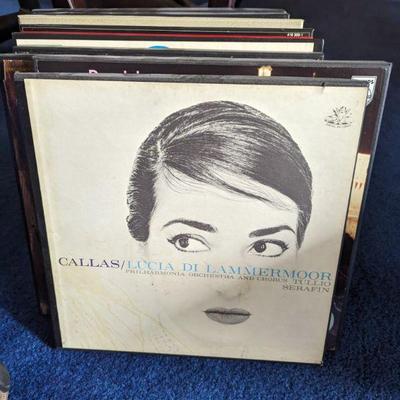 CALLAS/LUCIA DI LAMMERMOOR
PHILHARMONIA ORCHESTRA AND CHORUS TULLIO
SERAFIN